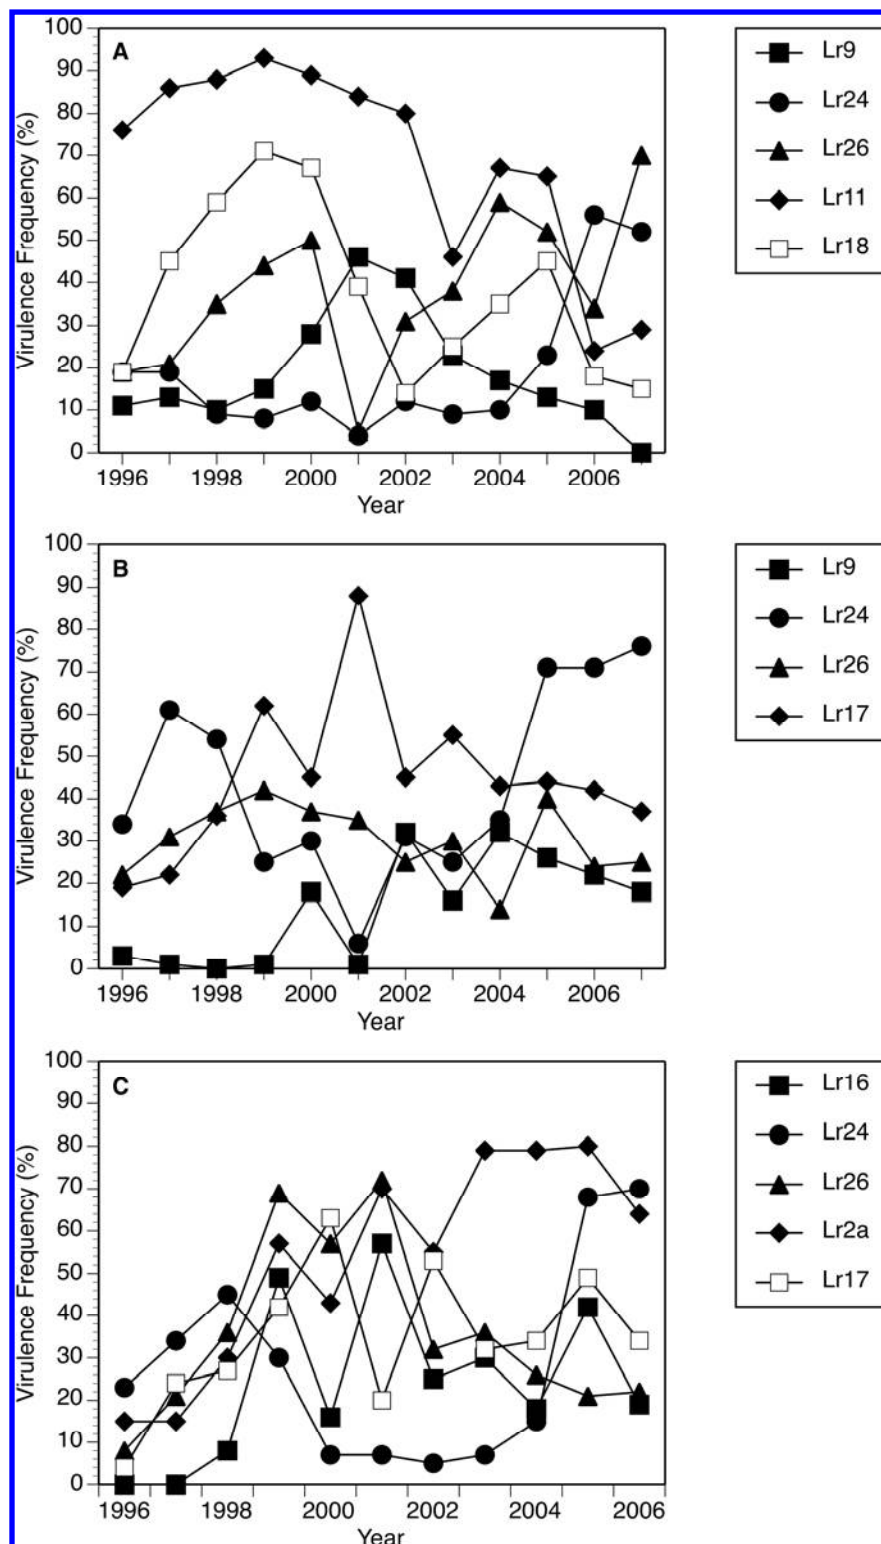 A
Virulence Frequency (%)
100
90
80
70
60
50
40
30
20
10
0
1996 1998 2000 2002 2004 2006
Year
Lr9
Lr24
Lr26
Lr11
Lr18
B
Virulence Frequency (%)
100
90
80
70
60
50
40
30
20
10
0
1996 1998 2000 2002 2004 2006
Year
Lr9
Lr24
Lr26
Lr17
C
Virulence Frequency (%)
100
90
80
70
60
50
40
30
20
10
0
1996 1998 2000 2002 2004 2006
Year
Lr16
Lr24
Lr26
Lr2a
Lr17